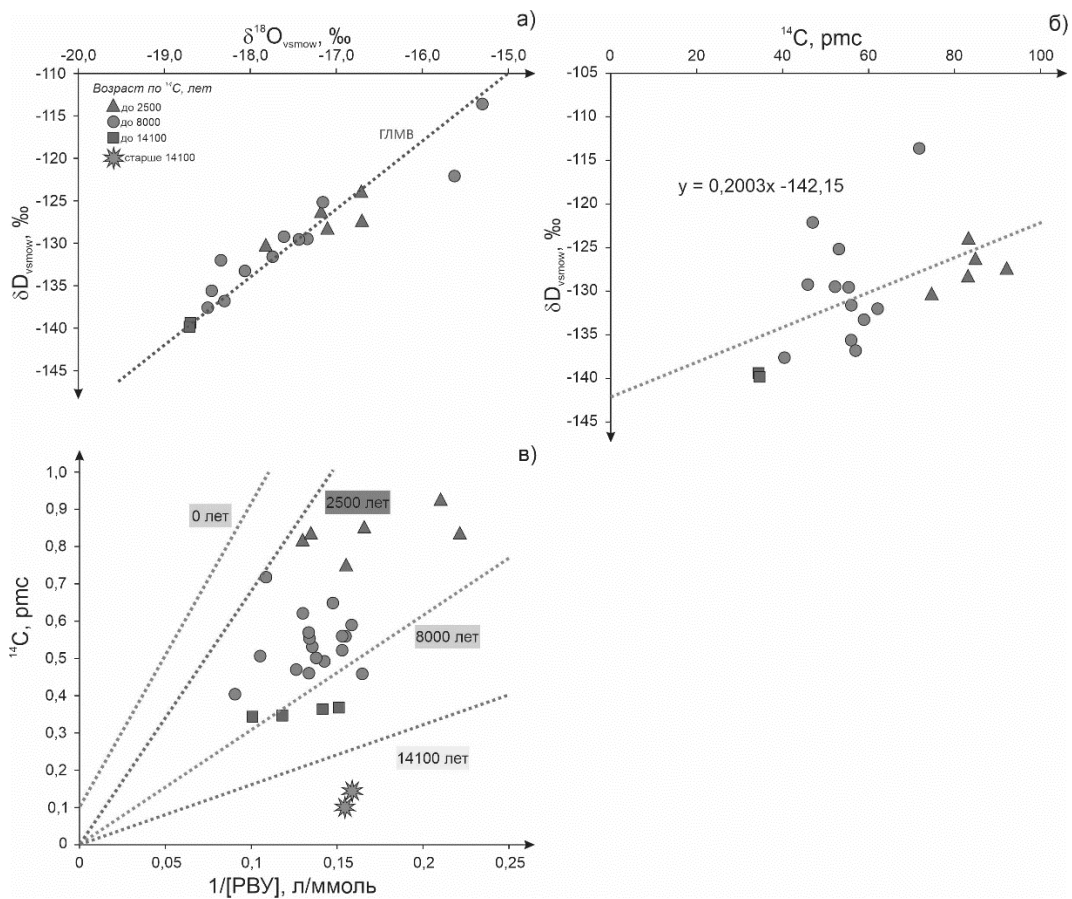 а)
δ¹⁸Ovsmow, ‰
-20,0 -19,0 -18,0 -17,0 -16,0 -15,0
-110
-115
-120
-125
-130
-135
-140
-145
δDvsmow, ‰
Возраст по ¹⁴C, лет
до 2500
до 8000
до 14100
старше 14100
ГЛМВ
б)
¹⁴C, pmc
0 20 40 60 80 100
-105
-110
-115
-120
-125
-130
-135
-140
-145
δDvsmow, ‰
y = 0,2003x -142,15
в)
1,0
0,9
0,8
0,7
0,6
0,5
0,4
0,3
0,2
0,1
0
¹⁴C, pmc
0 лет
2500 лет
8000 лет
14100 лет
0 0,05 0,1 0,15 0,2 0,25
1/[РВУ], л/ммоль